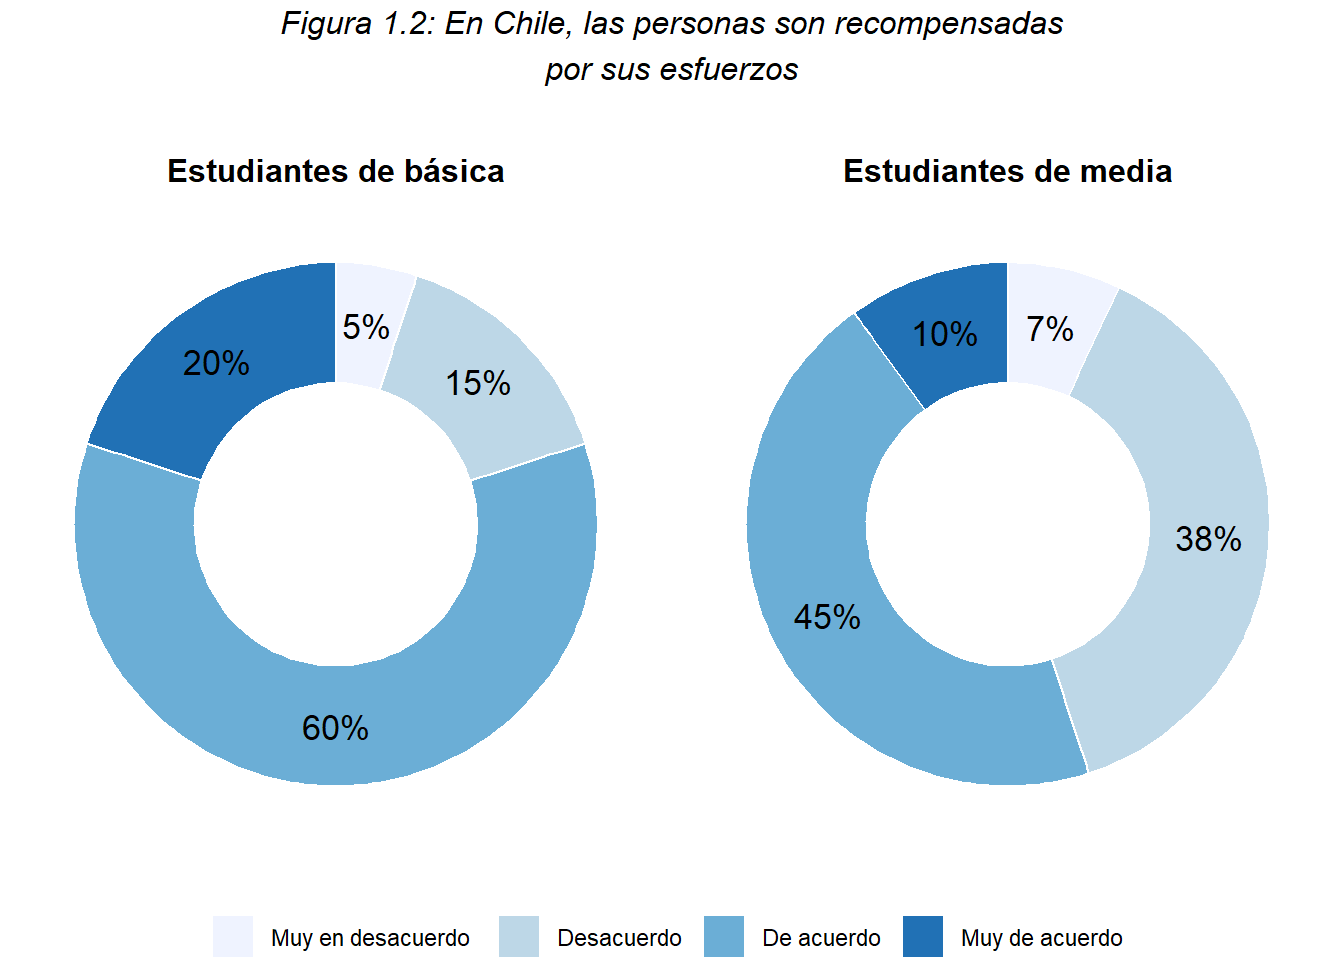 Figura 1.2: En Chile, las personas son recompensadas
por sus esfuerzos
Estudiantes de básica
Estudiantes de media
5%
15%
20%
60%
7%
10%
38%
45%
Muy en desacuerdo
Desacuerdo
De acuerdo
Muy de acuerdo